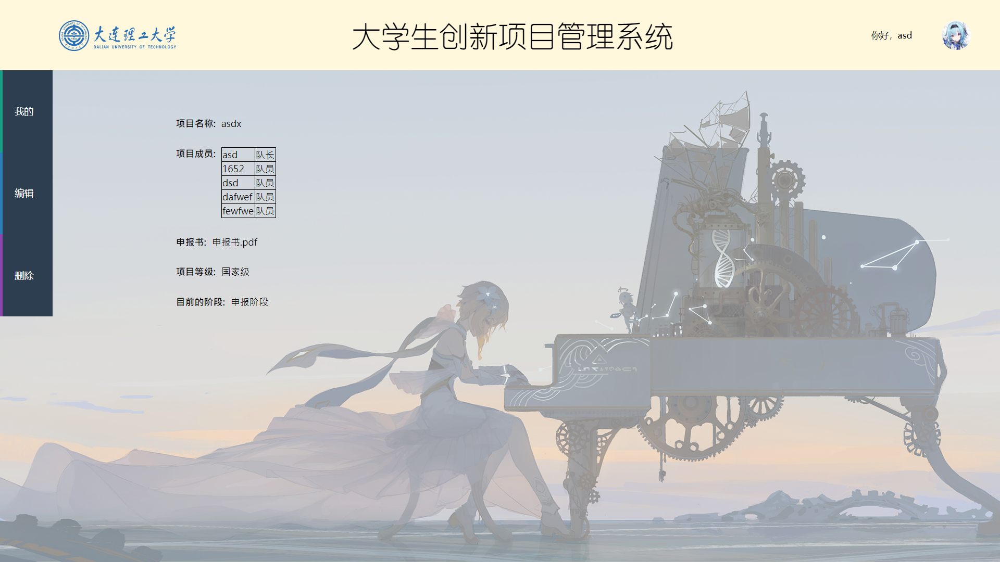 大连理工大学
DALIAN UNIVERSITY OF TECHNOLOGY
大学生创新项目管理系统
你好，asd
我的
编辑
删除
项目名称: asdx
项目成员: asd 队长
1652 队员
dsd 队员
dafwef 队员
fewfwe 队员
申报书: 申报书.pdf
项目等级: 国家级
目前的阶段: 申报阶段